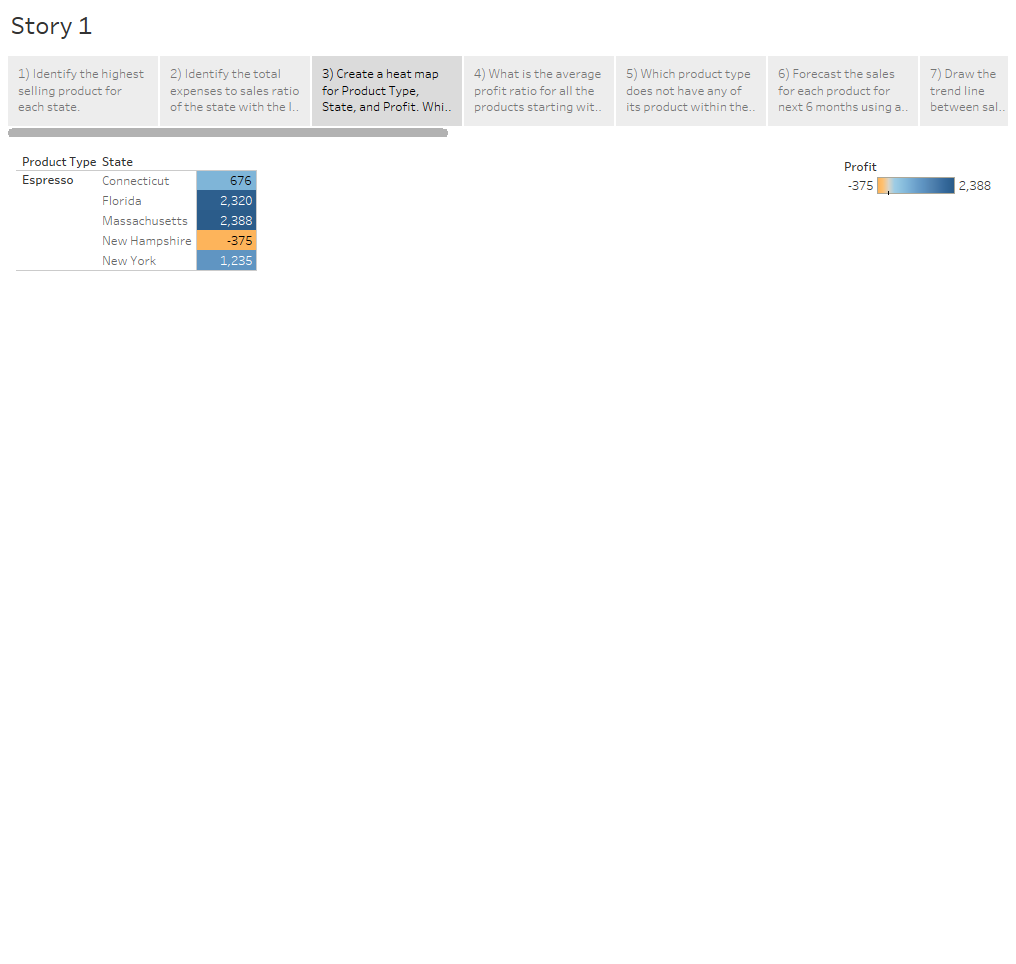 Story 1
1) Identify the highest
selling product for
each state.
2) Identify the total
expenses to sales ratio
of the state with the l..
3) Create a heat map
for Product Type,
State, and Profit. Whi..
4) What is the average
profit ratio for all the
products starting wit..
5) Which product type
does not have any of
its product within the..
6) Forecast the sales
for each product for
next 6 months using a..
7) Draw the
trend line
between sal..
Product Type State
Espresso Connecticut 676
Florida 2,320
Massachusetts 2,388
New Hampshire -375
New York 1,235
Profit
-375 2,388